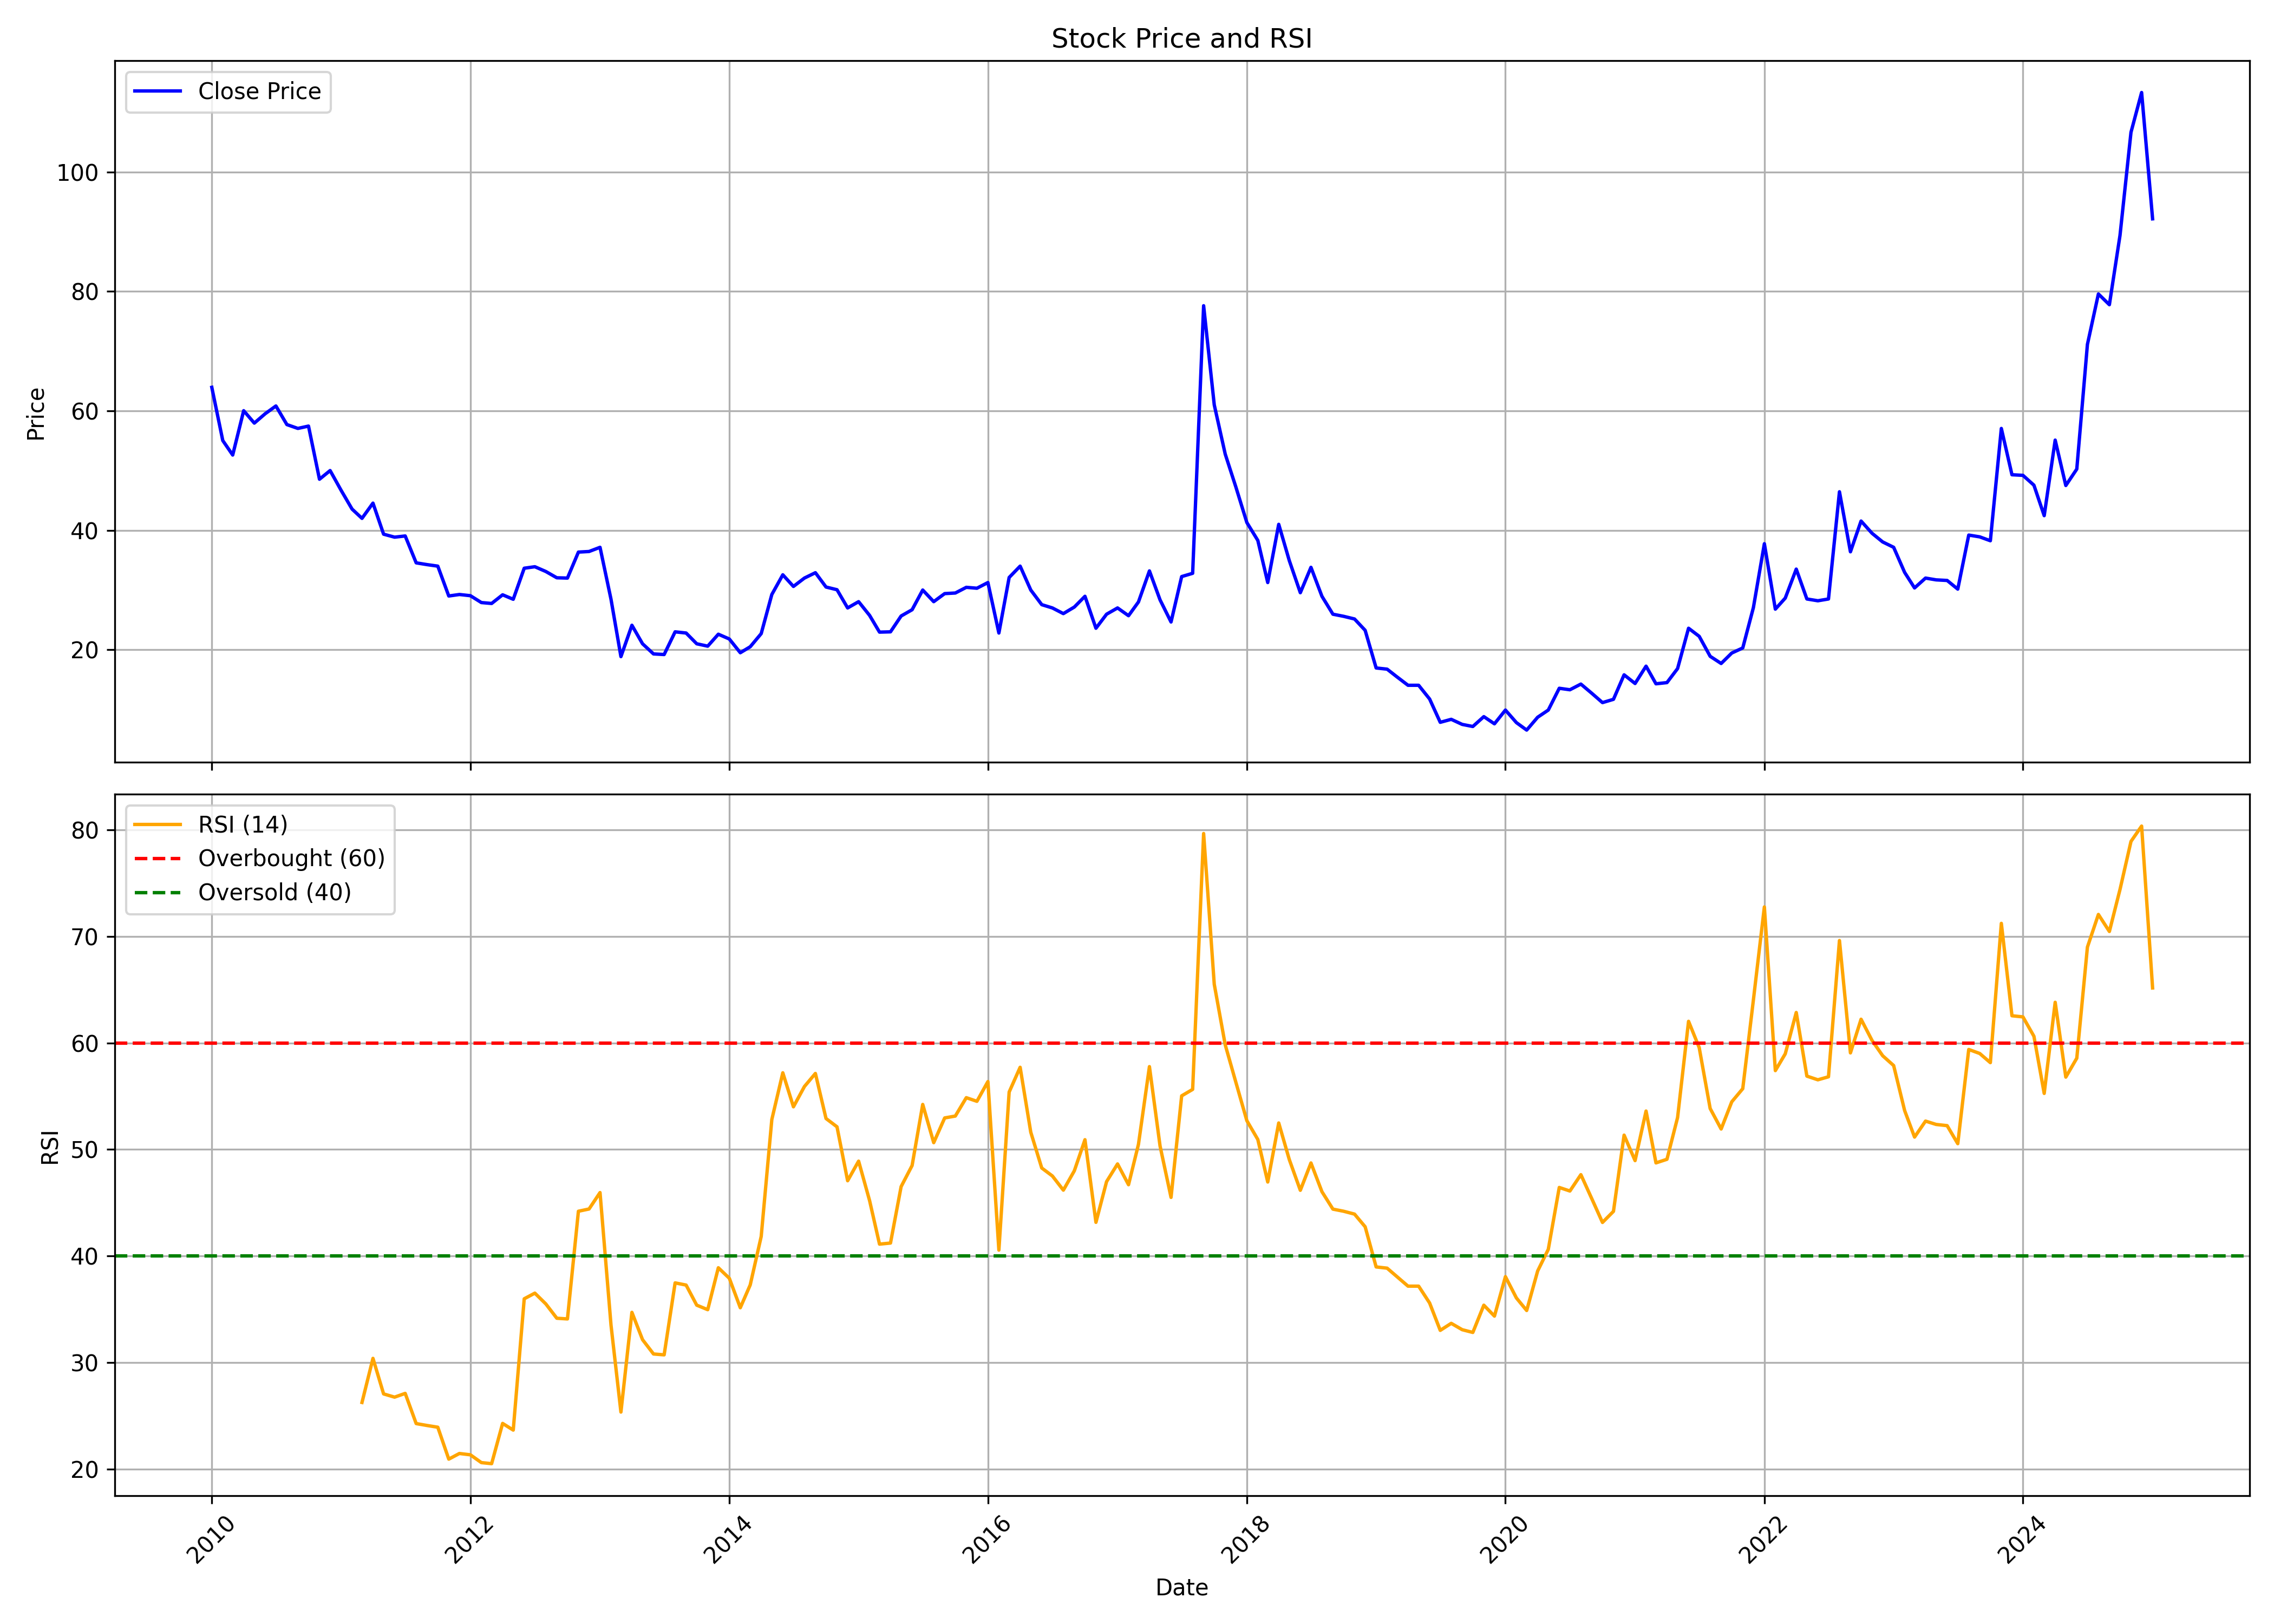 Stock Price and RSI
Close Price
100
80
60
40
20
Price
RSI (14)
Overbought (60)
Oversold (40)
80
70
60
50
40
30
20
RSI
2010
2012
2014
2016
2018
2020
2022
2024
Date